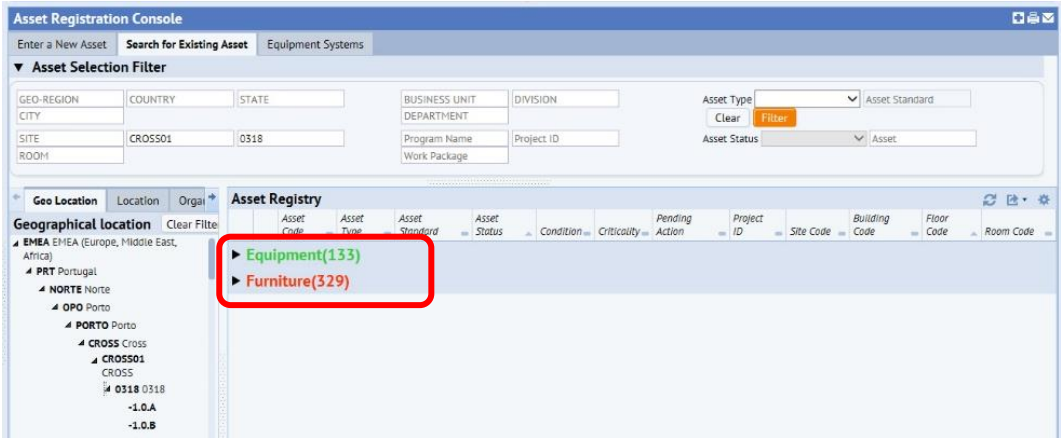 Asset Registration Console
Enter a New Asset Search for Existing Asset Equipment Systems
Asset Selection Filter
GEO-REGION COUNTRY STATE BUSINESS UNIT DIVISION Asset Type Asset Standard
CITY DEPARTMENT Clear Filter
SITE CROSS01 0318 Program Name Project ID Asset Status Asset
ROOM Work Package
Geo Location Location Organ
Geographical location Clear Filte
EMEA EMEA (Europe, Middle East,
Africa)
PRT Portugal
NORTE Norte
OPO Porto
PORTO Porto
CROSS Cross
CROSS01
CROSS
0318 0318
-1.0.A
-1.0.B
Asset Registry
Asset Code Asset Type Asset Standard Asset Status Condition Criticality Pending Action Project ID Site Code Building Code Floor Code Room Code
Equipment(133)
Furniture(329)